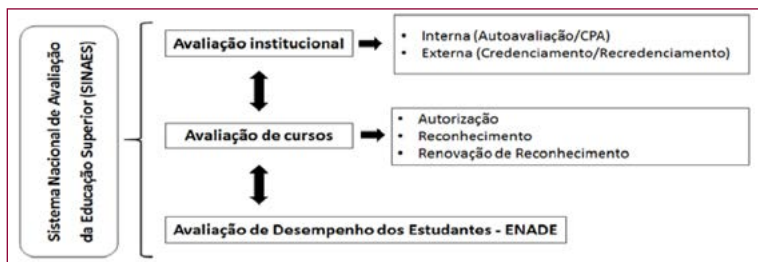 Sistema Nacional de Avaliação
da Educação Superior (SINAES)
Avaliação institucional
• Interna (Autoavaliação/CPA)
• Externa (Credenciamento/Recredenciamento)
Avaliação de cursos
• Autorização
• Reconhecimento
• Renovação de Reconhecimento
Avaliação de Desempenho dos Estudantes - ENADE